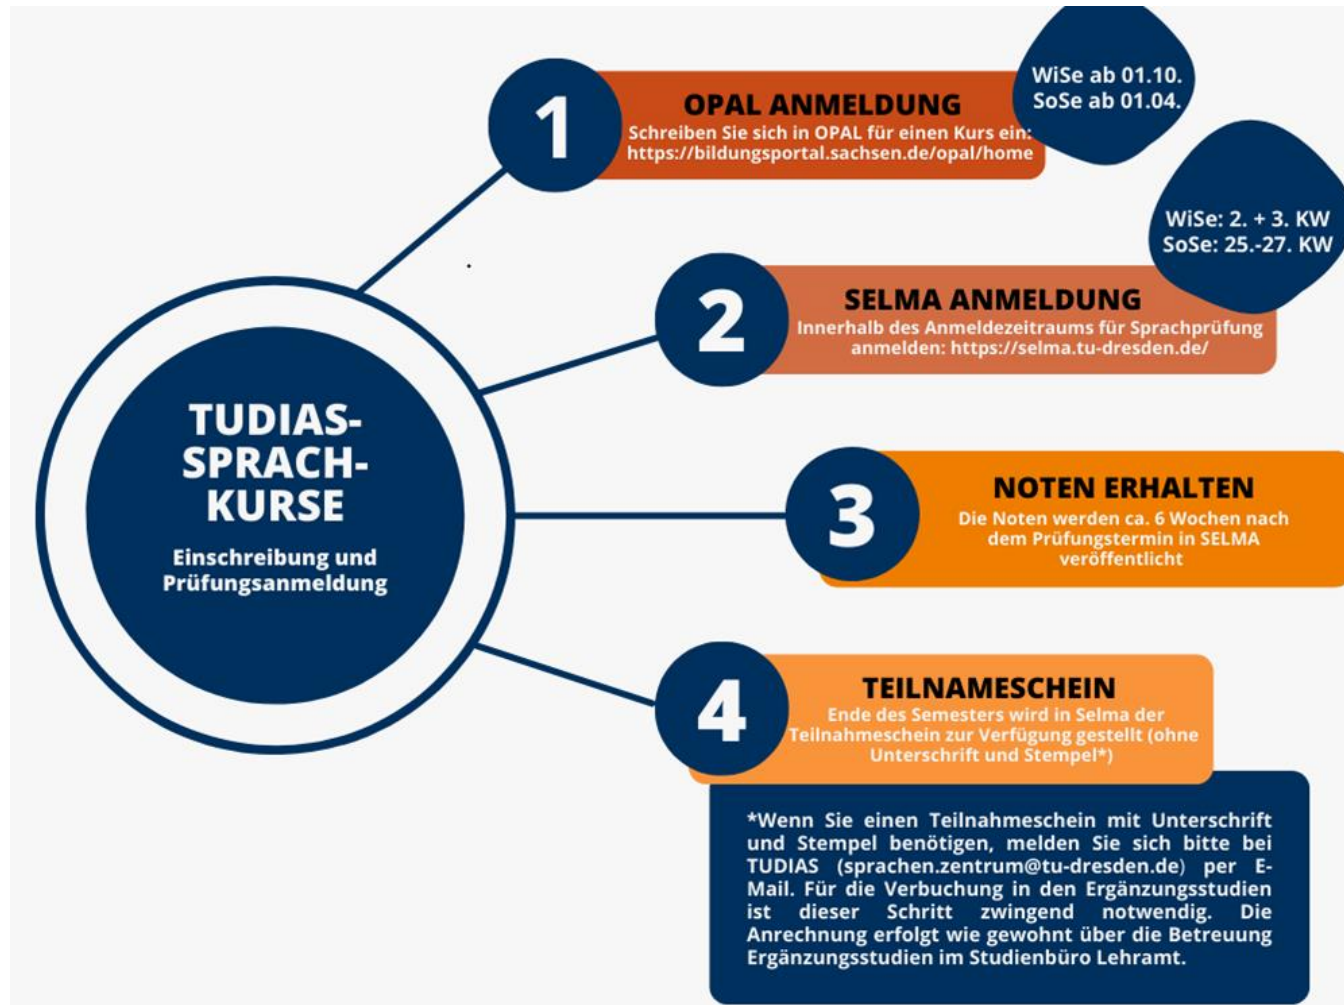 TUDIAS-
SPRACH-
KURSE
Einschreibung und
Prüfungsanmeldung
1
OPAL ANMELDUNG
Schreiben Sie sich in OPAL für einen Kurs ein:
https://bildungsportal.sachsen.de/opal/home
WiSe ab 01.10.
SoSe ab 01.04.
2
SELMA ANMELDUNG
Innerhalb des Anmeldezeitraums für Sprachprüfung
anmelden: https://selma.tu-dresden.de/
WiSe: 2. + 3. KW
SoSe: 25.-27. KW
3
NOTEN ERHALTEN
Die Noten werden ca. 6 Wochen nach
dem Prüfungstermin in SELMA
veröffentlicht
4
TEILNAMESCHEIN
Ende des Semesters wird in Selma der
Teilnahmeschein zur Verfügung gestellt (ohne
Unterschrift und Stempel*)
*Wenn Sie einen Teilnahmeschein mit Unterschrift
und Stempel benötigen, melden Sie sich bitte bei
TUDIAS (sprachen.zentrum@tu-dresden.de) per E-
Mail. Für die Verbuchung in den Ergänzungsstudien
ist dieser Schritt zwingend notwendig. Die
Anrechnung erfolgt wie gewohnt über die Betreuung
Ergänzungsstudien im Studienbüro Lehramt.